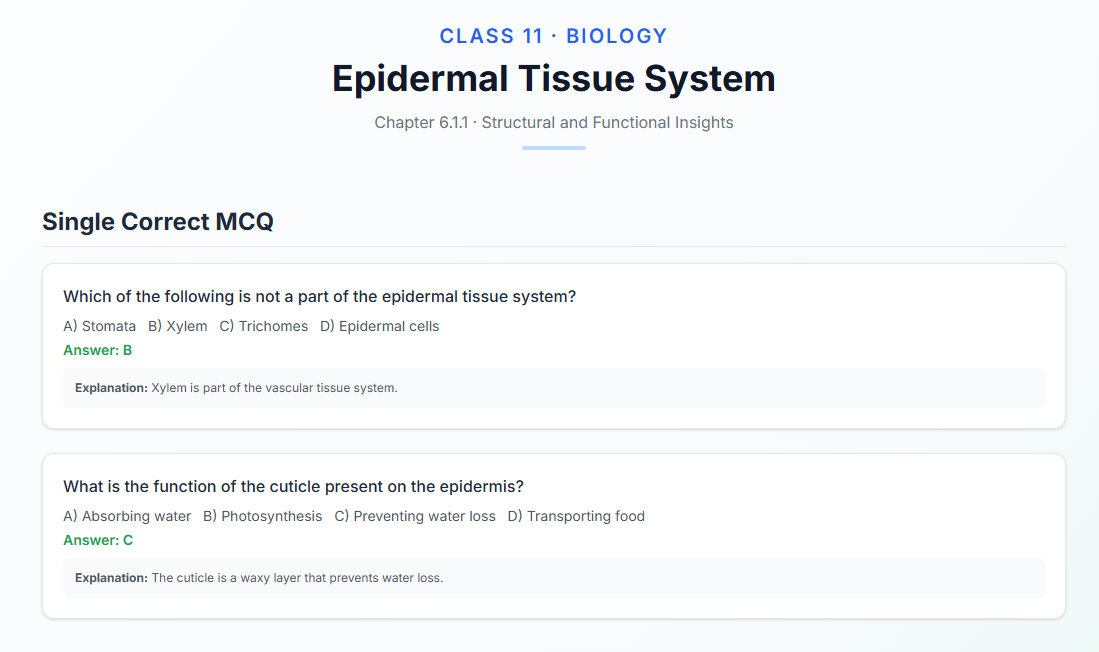 CLASS 11 · BIOLOGY
Epidermal Tissue System
Chapter 6.1.1 · Structural and Functional Insights
Single Correct MCQ
Which of the following is not a part of the epidermal tissue system?
A) Stomata B) Xylem C) Trichomes D) Epidermal cells
Answer: B
Explanation: Xylem is part of the vascular tissue system.
What is the function of the cuticle present on the epidermis?
A) Absorbing water B) Photosynthesis C) Preventing water loss D) Transporting food
Answer: C
Explanation: The cuticle is a waxy layer that prevents water loss.